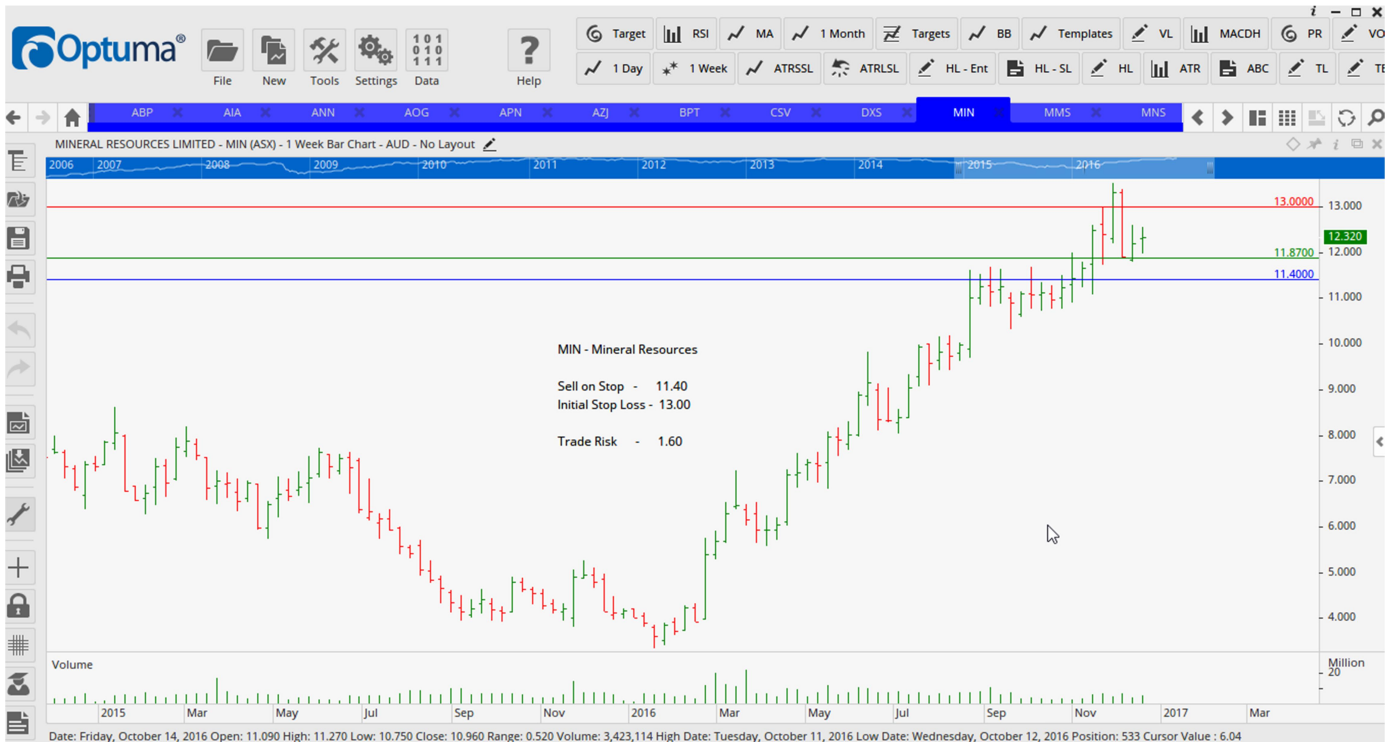 Optuma®
File
New
Tools
Settings
101
010
111
Data
?
Help
Target RSI MA 1 Month Targets BB Templates VL MACDH PR VO
1 Day 1 Week ATRSSL ATRLSL HL - Ent HL - SL HL ATR ABC TL TE
ABP AIA ANN AOG APN AZJ BPT CSV DXS MIN MMS MNS
MINERAL RESOURCES LIMITED - MIN (ASX) - 1 Week Bar Chart - AUD - No Layout
2006 2007 2008 2009 2010 2011 2012 2013 2014 2015 2016
13.0000
13.000
12.320
12.000
11.8700
11.4000
11.000
10.000
9.000
8.000
7.000
6.000
5.000
4.000
MIN - Mineral Resources
Sell on Stop - 11.40
Initial Stop Loss - 13.00
Trade Risk - 1.60
Volume
Million
20
2015 Mar May Jul Sep Nov 2016 Mar May Jul Sep Nov 2017 Mar
Date: Friday, October 14, 2016 Open: 11.090 High: 11.270 Low: 10.750 Close: 10.960 Range: 0.520 Volume: 3,423,114 High Date: Tuesday, October 11, 2016 Low Date: Wednesday, October 12, 2016 Position: 533 Cursor Value : 6.04